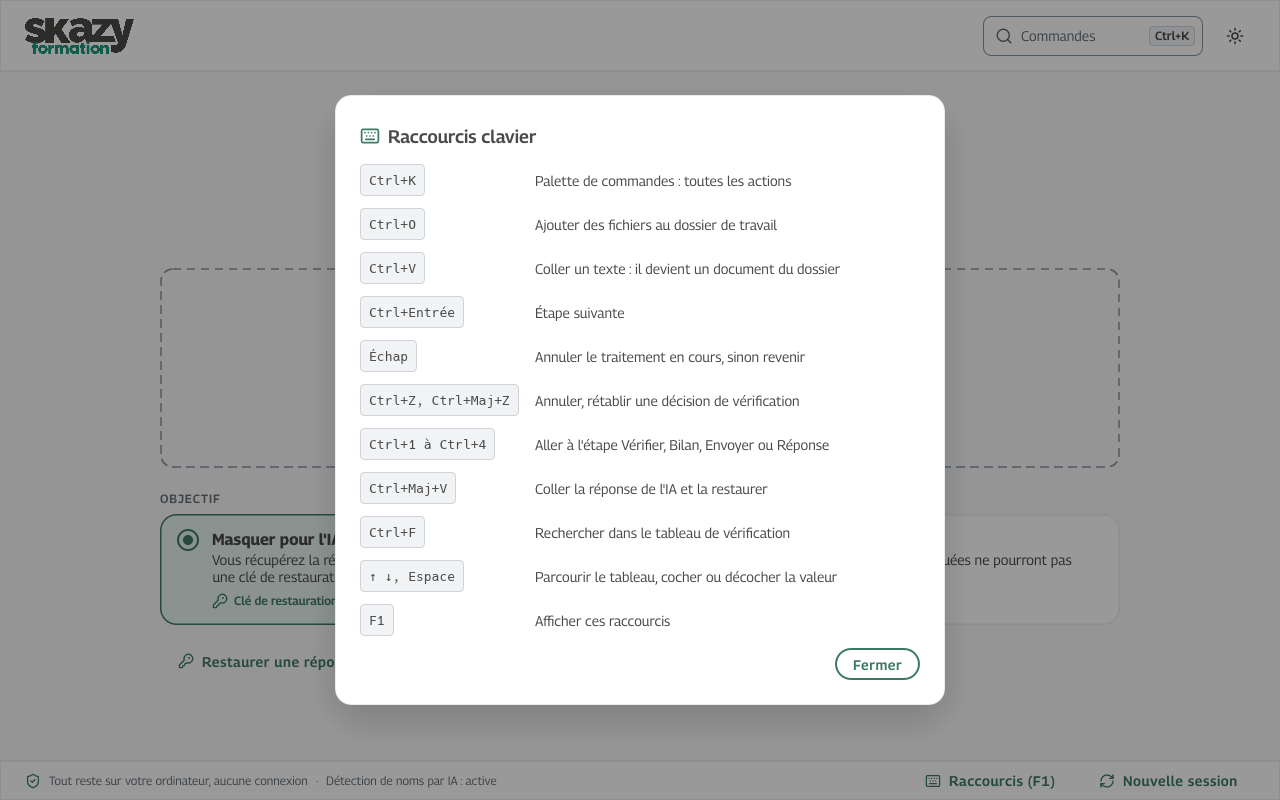 skazy
formation
Commandes
Ctrl+K
Raccourcis clavier
Ctrl+K Palette de commandes : toutes les actions
Ctrl+O Ajouter des fichiers au dossier de travail
Ctrl+V Coller un texte : il devient un document du dossier
Ctrl+Entrée Étape suivante
Échap Annuler le traitement en cours, sinon revenir
Ctrl+Z, Ctrl+Maj+Z Annuler, rétablir une décision de vérification
Ctrl+1 à Ctrl+4 Aller à l'étape Vérifier, Bilan, Envoyer ou Réponse
Ctrl+Maj+V Coller la réponse de l'IA et la restaurer
Ctrl+F Rechercher dans le tableau de vérification
↑ ↓, Espace Parcourir le tableau, cocher ou décocher la valeur
F1 Afficher ces raccourcis
Fermer
OBJECTIF
Masquer pour l'IA
Vous récupérez la
une clé de
Clé de restauration
ne pourront pas
Restaurer une
Tout reste sur votre ordinateur, aucune connexion · Détection de noms par IA : active
Raccourcis (F1)
Nouvelle session